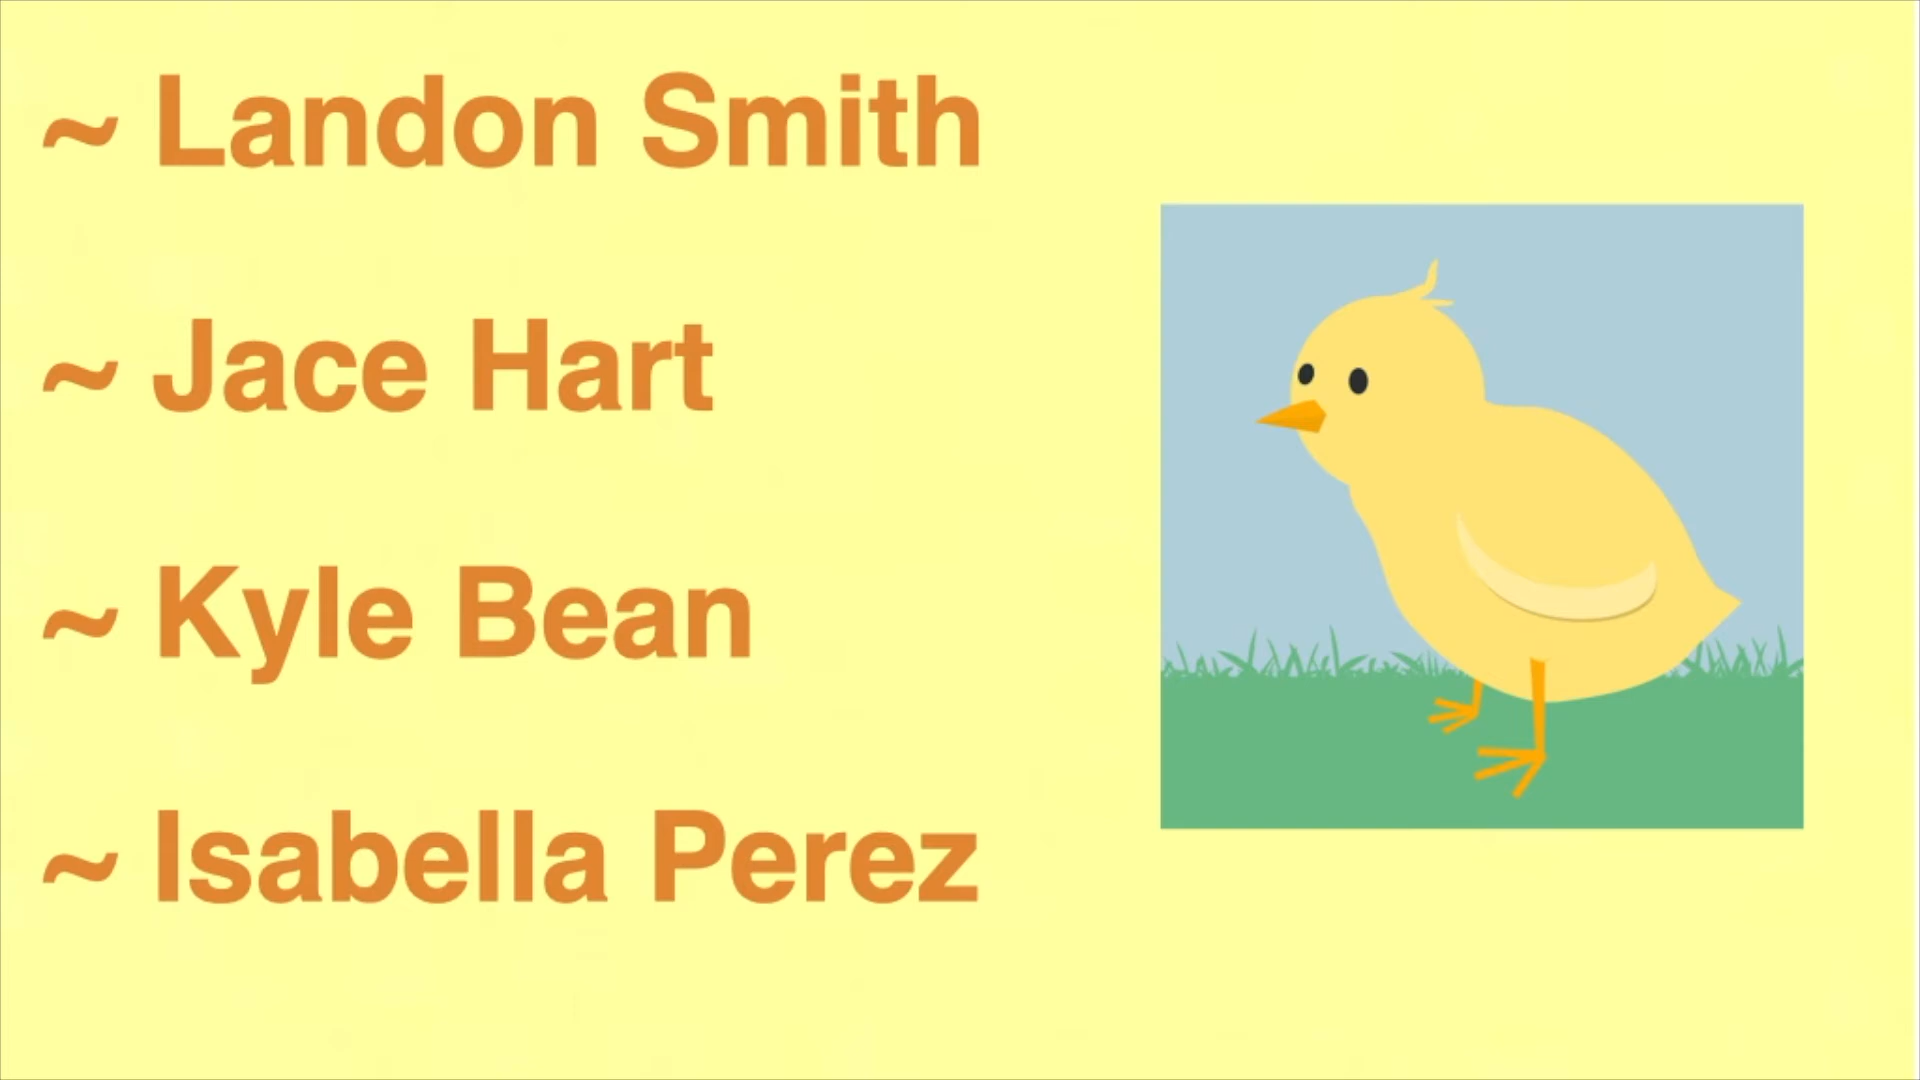 ~ Landon Smith
~ Jace Hart
~ Kyle Bean
~ Isabella Perez